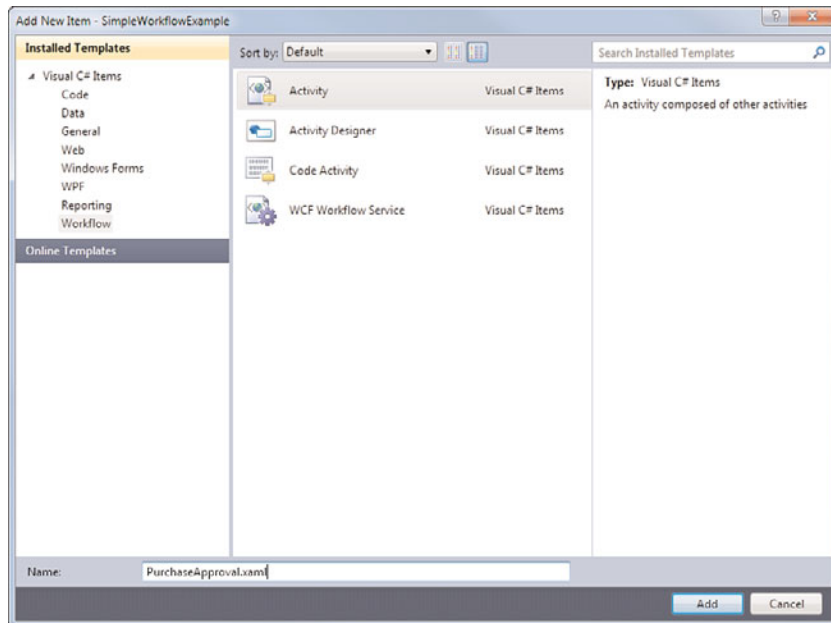 Add New Item - SimpleWorkflowExample
Installed Templates
Visual C# Items
Code
Data
General
Web
Windows Forms
WPF
Reporting
Workflow
Online Templates
Sort by: Default
Activity Visual C# Items
Activity Designer Visual C# Items
Code Activity Visual C# Items
WCF Workflow Service Visual C# Items
Search Installed Templates
Type: Visual C# Items
An activity composed of other activities
Name: PurchaseApproval.xaml
Add Cancel